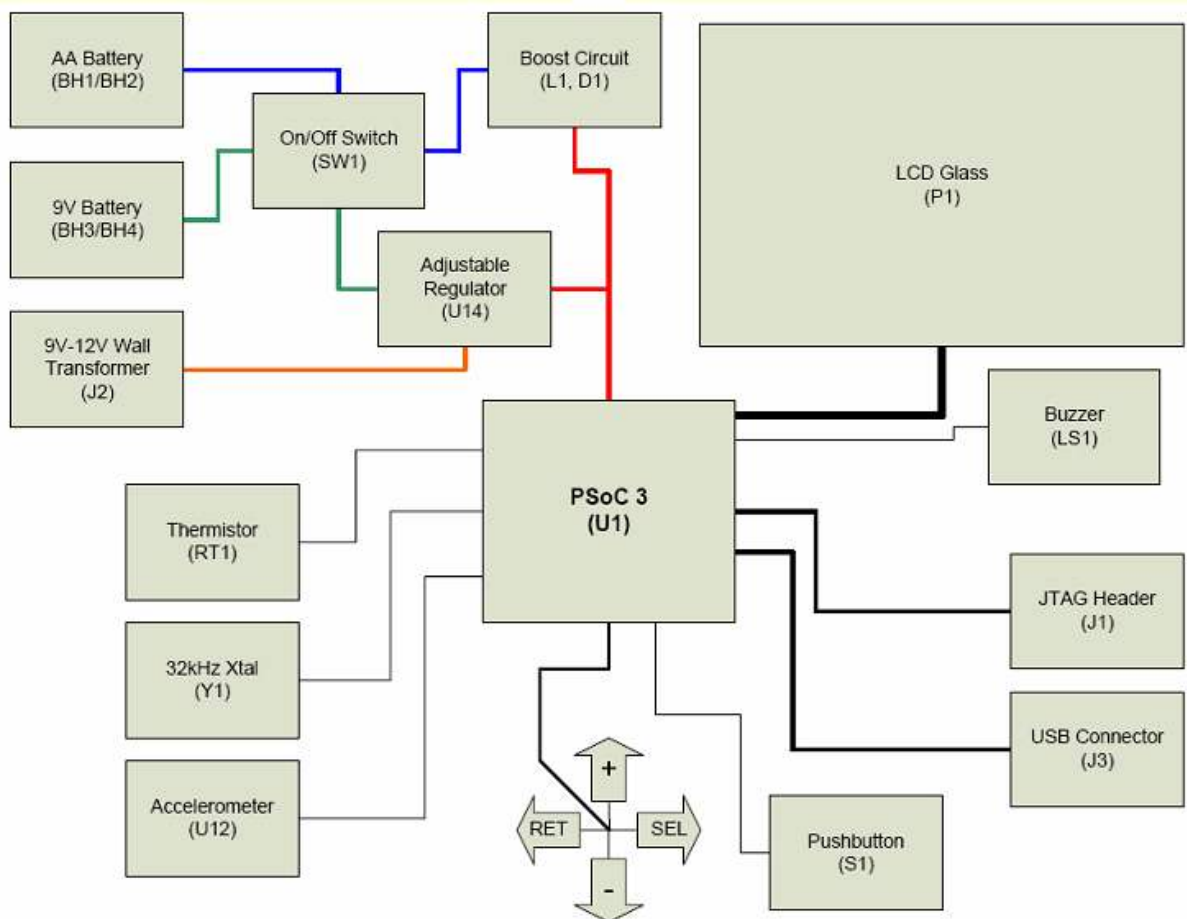 AA Battery
(BH1/BH2)
Boost Circuit
(L1, D1)
On/Off Switch
(SW1)
LCD Glass
(P1)
9V Battery
(BH3/BH4)
Adjustable
Regulator
(U14)
9V-12V Wall
Transformer
(J2)
Buzzer
(LS1)
PSoC 3
(U1)
Thermistor
(RT1)
JTAG Header
(J1)
32kHz Xtal
(Y1)
USB Connector
(J3)
Accelerometer
(U12)
+
RET
SEL
-
Pushbutton
(S1)